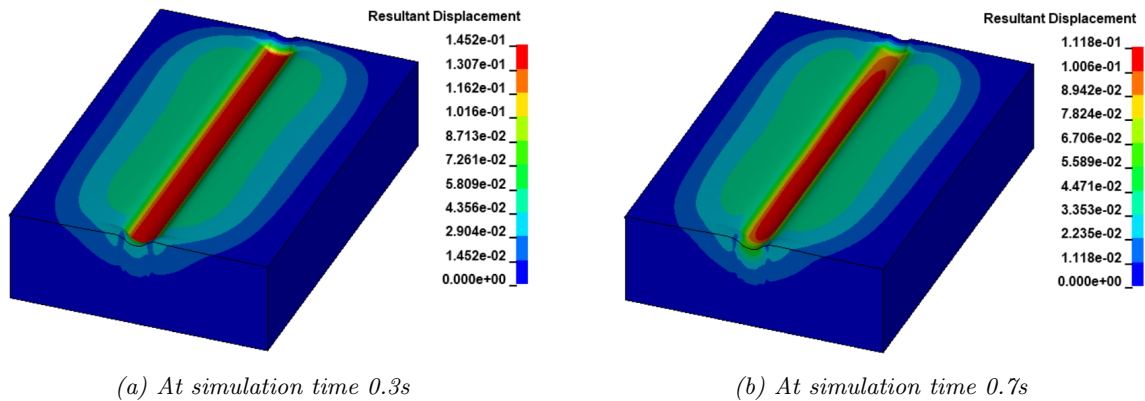 Resultant Displacement
1.452e-01
1.307e-01
1.162e-01
1.016e-01
8.713e-02
7.261e-02
5.809e-02
4.356e-02
2.904e-02
1.452e-02
0.000e+00
(a) At simulation time 0.3s
Resultant Displacement
1.118e-01
1.006e-01
8.942e-02
7.824e-02
6.706e-02
5.589e-02
4.471e-02
3.353e-02
2.235e-02
1.118e-02
0.000e+00
(b) At simulation time 0.7s